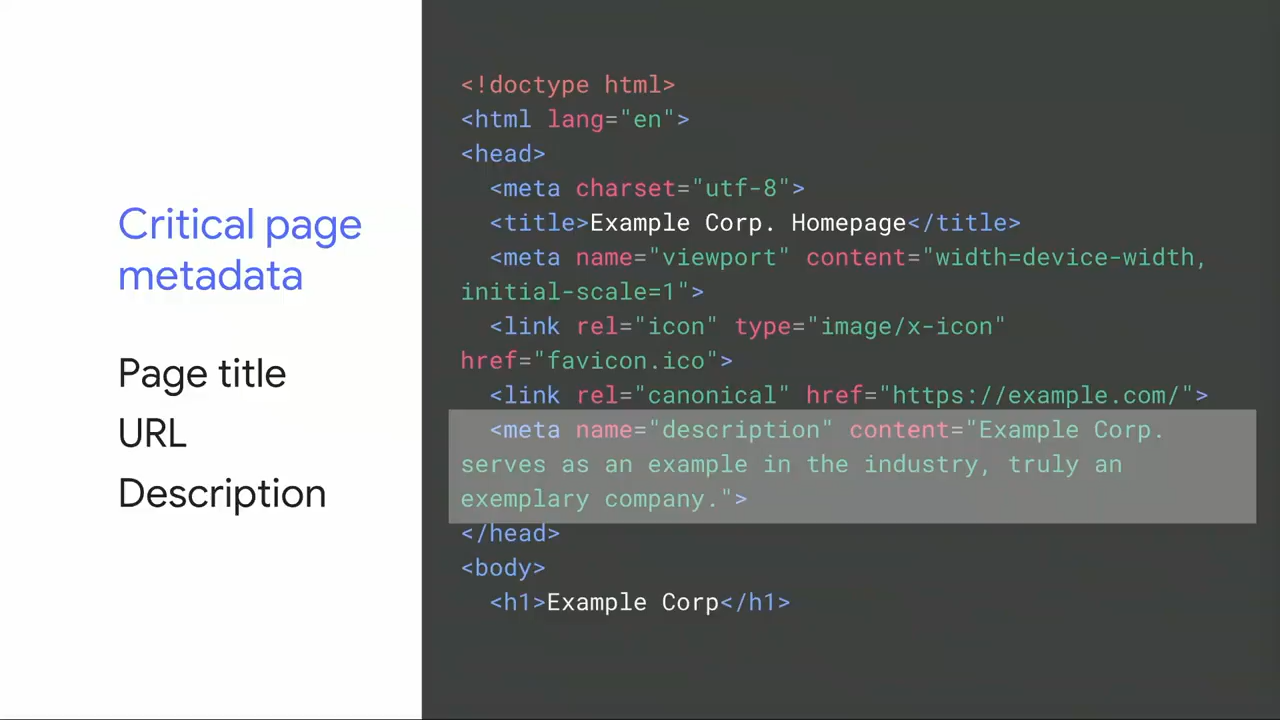 Critical page
metadata
Page title
URL
Description
<!doctype html>
<html lang="en">
<head>
  <meta charset="utf-8">
  <title>Example Corp. Homepage</title>
  <meta name="viewport" content="width=device-width,
initial-scale=1">
  <link rel="icon" type="image/x-icon"
href="favicon.ico">
  <link rel="canonical" href="https://example.com/">
  <meta name="description" content="Example Corp.
serves as an example in the industry, truly an
exemplary company.">
</head>
<body>
  <h1>Example Corp</h1>